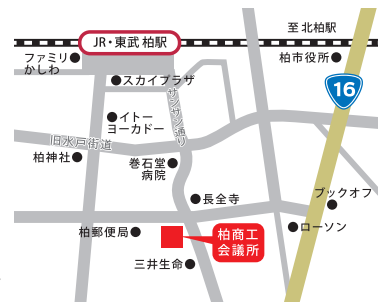 至北柏駅
JR・東武 柏駅
ファミリ
かしわ
柏市役所
スカイプラザ
16
サンサン通り
イトー
ヨーカドー
旧水戸街道
柏神社
巻石堂
病院
長全寺
ブックオフ
ローソン
柏郵便局
柏商工
会議所
三井生命